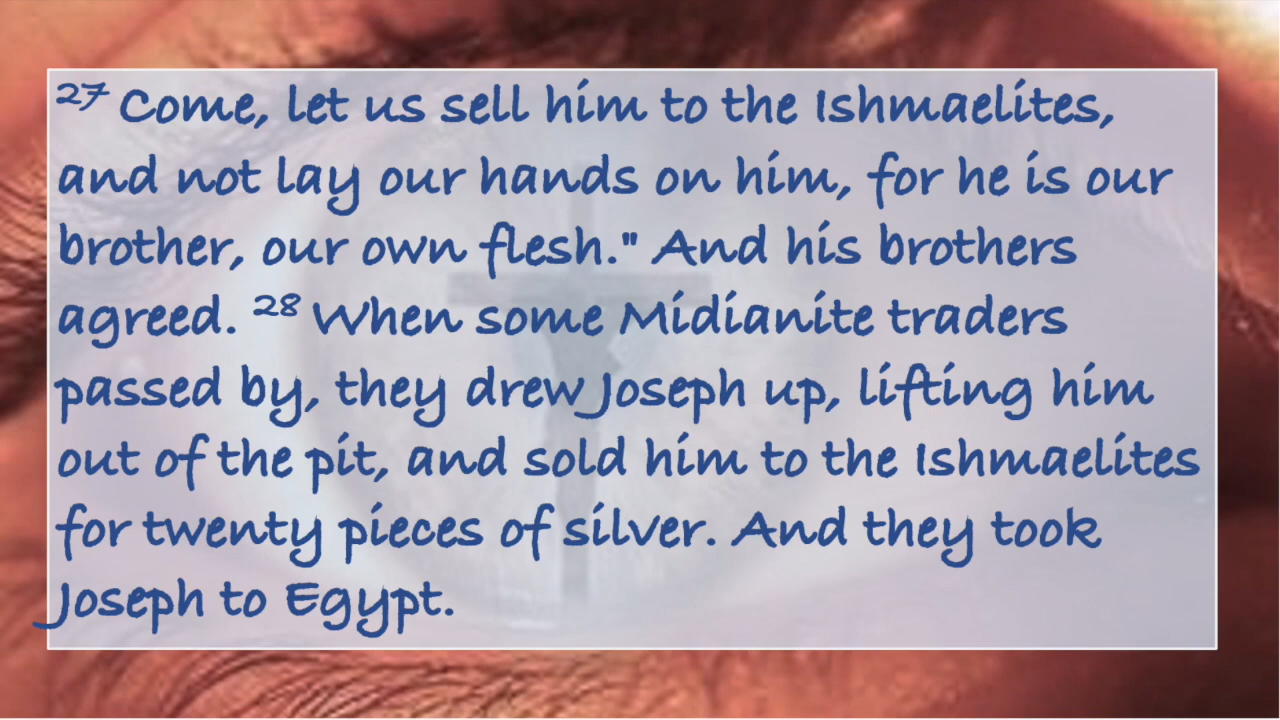 27 Come, let us sell him to the Ishmaelites,
and not lay our hands on him, for he is our
brother, our own flesh." And his brothers
agreed. 28 When some Midianite traders
passed by, they drew Joseph up, lifting him
out of the pit, and sold him to the Ishmaelites
for twenty pieces of silver. And they took
Joseph to Egypt.